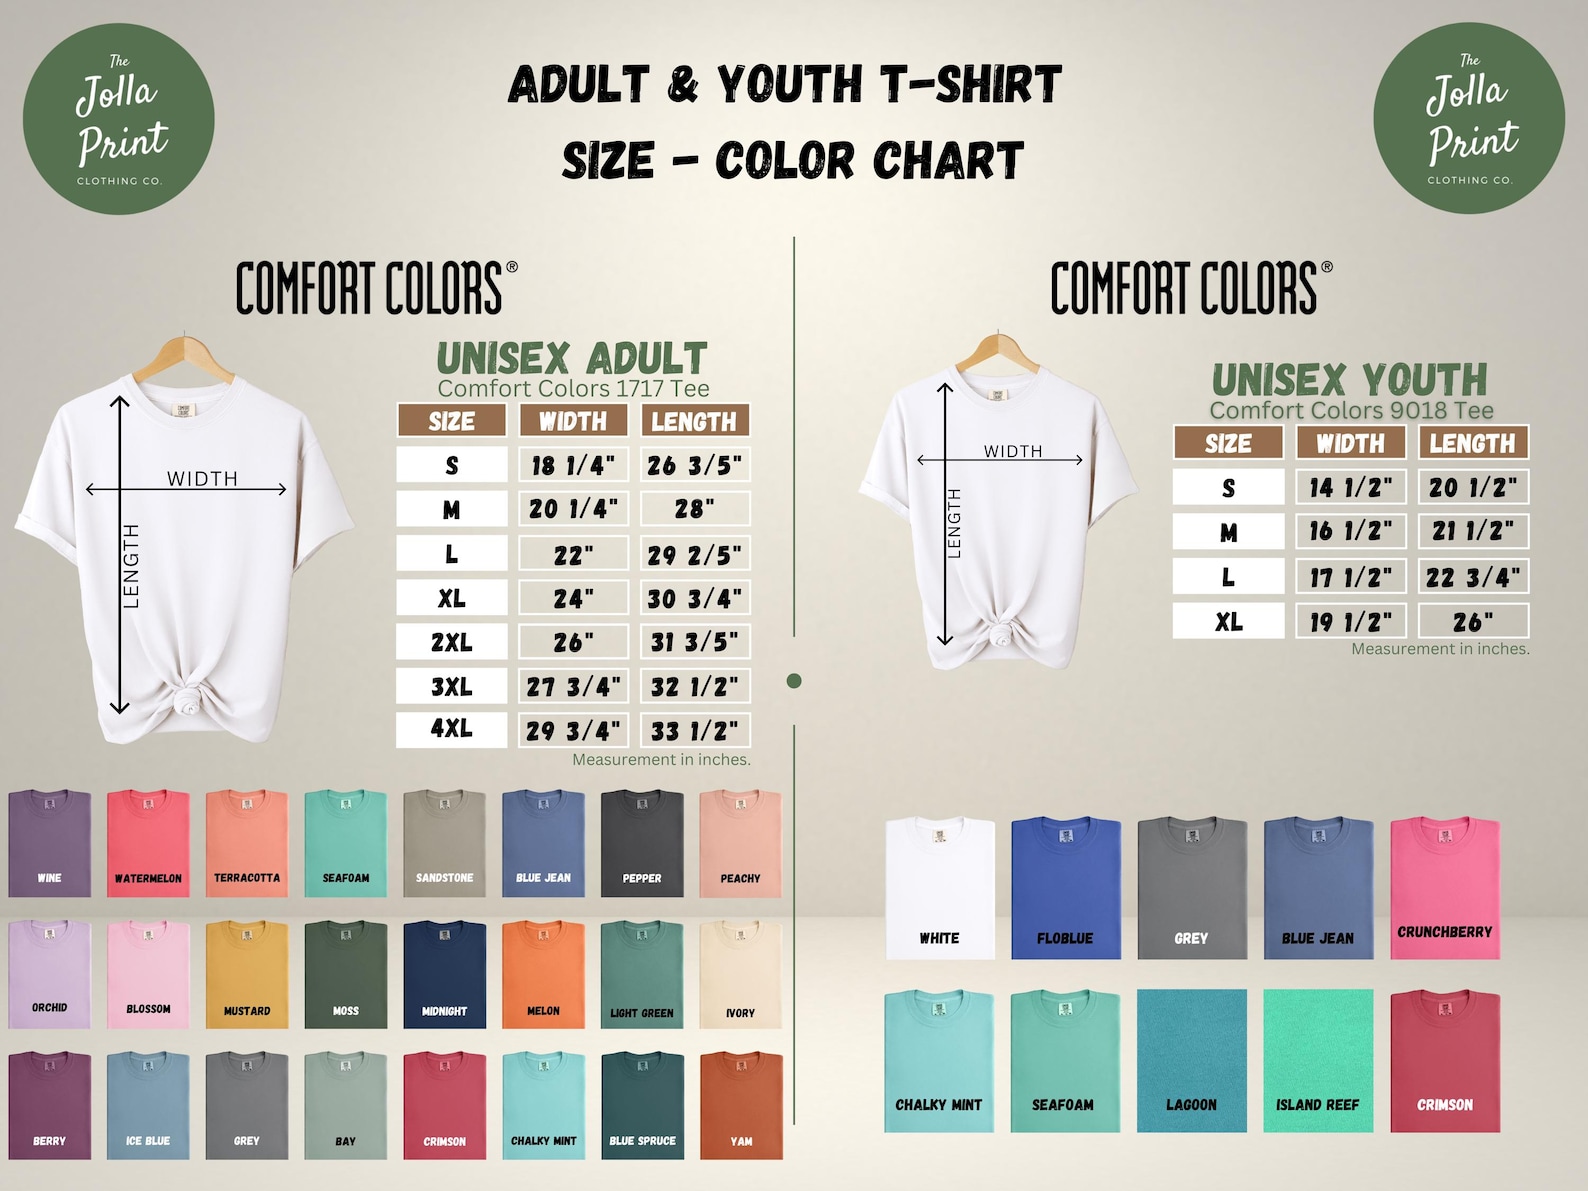 The
Jolla
Print
CLOTHING CO.
ADULT & YOUTH T-SHIRT
SIZE - COLOR CHART
The
Jolla
Print
CLOTHING CO.
COMFORT COLORS®
UNISEX ADULT
Comfort Colors 1717 Tee
COMFORT
COLORS
WIDTH
LENGTH
SIZE WIDTH LENGTH
S 18 1/4" 26 3/5"
M 20 1/4" 28"
L 22" 29 2/5"
XL 24" 30 3/4"
2XL 26" 31 3/5"
3XL 27 3/4" 32 1/2"
4XL 29 3/4" 33 1/2"
Measurement in inches.
WINE WATERMELON TERRACOTTA SEAFOAM SANDSTONE BLUE JEAN PEPPER PEACHY
ORCHID BLOSSOM MUSTARD MOSS MIDNIGHT MELON LIGHT GREEN IVORY
BERRY ICE BLUE GREY BAY CRIMSON CHALKY MINT BLUE SPRUCE YAM
COMFORT COLORS®
UNISEX YOUTH
Comfort Colors 9018 Tee
WIDTH
LENGTH
SIZE WIDTH LENGTH
S 14 1/2" 20 1/2"
M 16 1/2" 21 1/2"
L 17 1/2" 22 3/4"
XL 19 1/2" 26"
Measurement in inches.
WHITE FLOBLUE GREY BLUE JEAN CRUNCHBERRY
CHALKY MINT SEAFOAM LAGOON ISLAND REEF CRIMSON